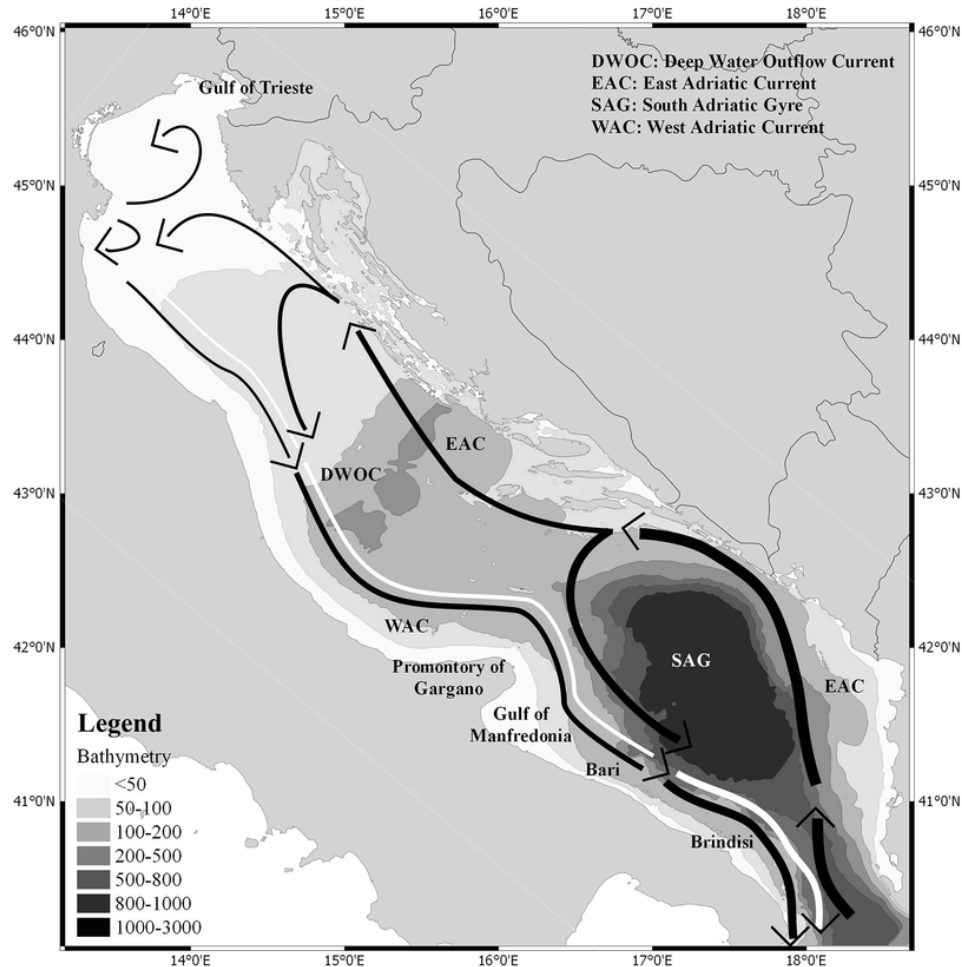 14°0'E 15°0'E 16°0'E 17°0'E 18°0'E
46°0'N 46°0'N
DWOC: Deep Water Outflow Current
EAC: East Adriatic Current
SAG: South Adriatic Gyre
WAC: West Adriatic Current
Gulf of Trieste
45°0'N 45°0'N
44°0'N 44°0'N
EAC
DWOC
43°0'N 43°0'N
WAC
42°0'N 42°0'N
SAG
Promontory of
Gargano
EAC
Gulf of
Manfredonia
Bari
41°0'N 41°0'N
Brindisi
Legend
Bathymetry
<50
50-100
100-200
200-500
500-800
800-1000
1000-3000
14°0'E 15°0'E 16°0'E 17°0'E 18°0'E